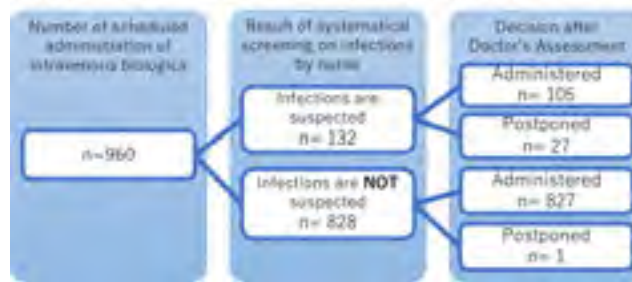 Number of scheduled
administration of
intravenous biologics
n=960
Result of systematical
screening on infections
by nurse
Infections are
suspected
n= 132
Infections are NOT
suspected
n= 828
Decision after
Doctor's Assessment
Administered
n= 105
Postponed
n= 27
Administered
n= 827
Postponed
n= 1